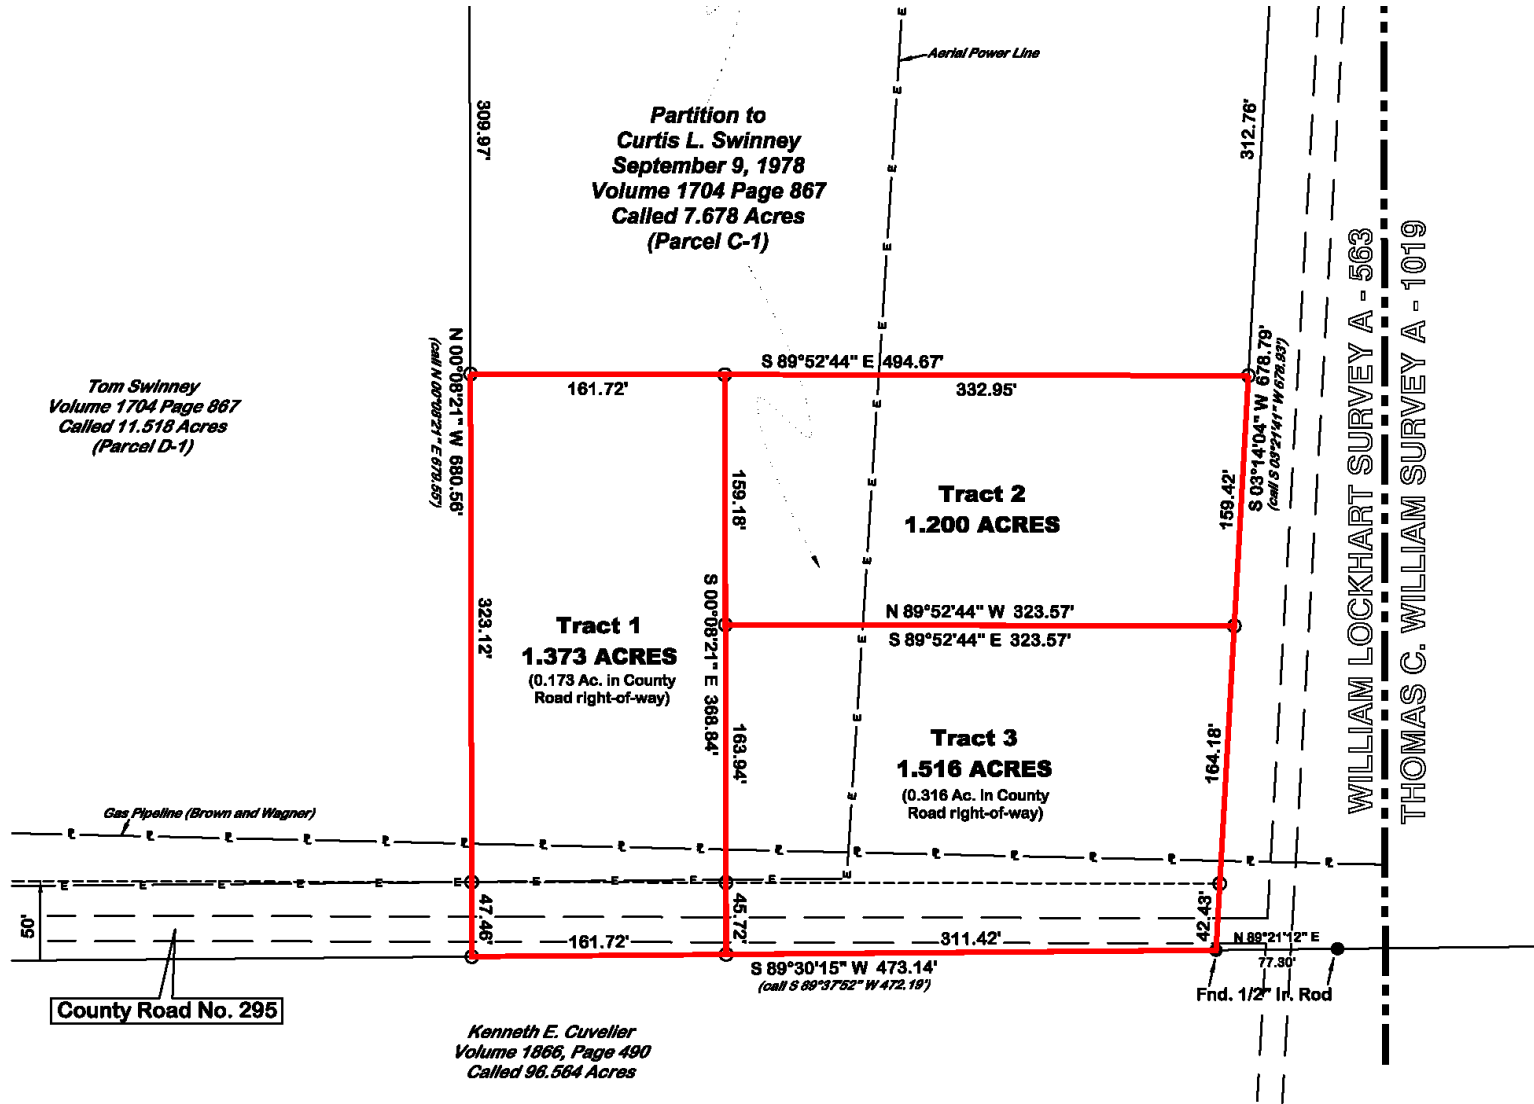 Aerial Power Line
309.97'
312.76'
Partition to
Curtis L. Swinney
September 9, 1978
Volume 1704 Page 867
Called 7.678 Acres
(Parcel C-1)
WILLIAM LOCKHART SURVEY A - 563
THOMAS C. WILLIAM SURVEY A - 1019
Tom Swinney
Volume 1704 Page 867
Called 11.518 Acres
(Parcel D-1)
N 00°08'21" W 680.56'
(call N 00°08'21" E 679.55')
S 89°52'44" E 494.67'
161.72'
332.95'
S 03°14'04" W 678.79'
(call S 03°21'41" W 678.93')
159.18'
159.42'
Tract 2
1.200 ACRES
323.12'
S 00°08'21" E 368.84'
N 89°52'44" W 323.57'
S 89°52'44" E 323.57'
Tract 1
1.373 ACRES
(0.173 Ac. in County
Road right-of-way)
163.94'
164.18'
Tract 3
1.516 ACRES
(0.316 Ac. in County
Road right-of-way)
Gas Pipeline (Brown and Wagner)
50'
47.46'
45.72'
42.43'
161.72'
311.42'
N 89°21'12" E
77.30'
S 89°30'15" W 473.14'
(call S 89°37'52" W 472.19')
Fnd. 1/2" Ir. Rod
County Road No. 295
Kenneth E. Cuvelier
Volume 1866, Page 490
Called 96.564 Acres